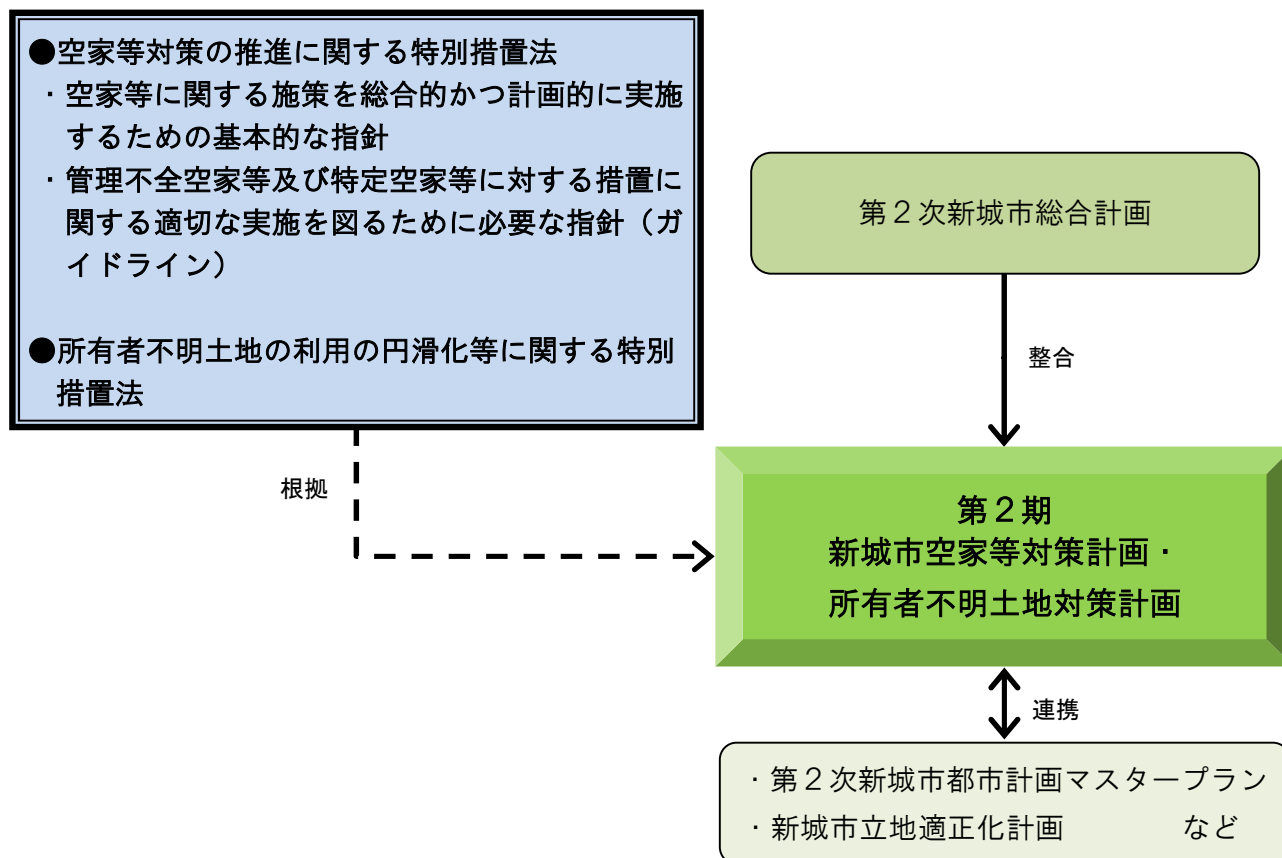 ●空家等対策の推進に関する特別措置法
・空家等に関する施策を総合的かつ計画的に実施
するための基本的な指針
・管理不全空家等及び特定空家等に対する措置に
関する適切な実施を図るために必要な指針（ガ
イドライン）
●所有者不明土地の利用の円滑化等に関する特別
措置法
第２次新城市総合計画
整合
根拠
第２期
新城市空家等対策計画・
所有者不明土地対策計画
連携
・第２次新城市都市計画マスタープラン
・新城市立地適正化計画　　　　　など